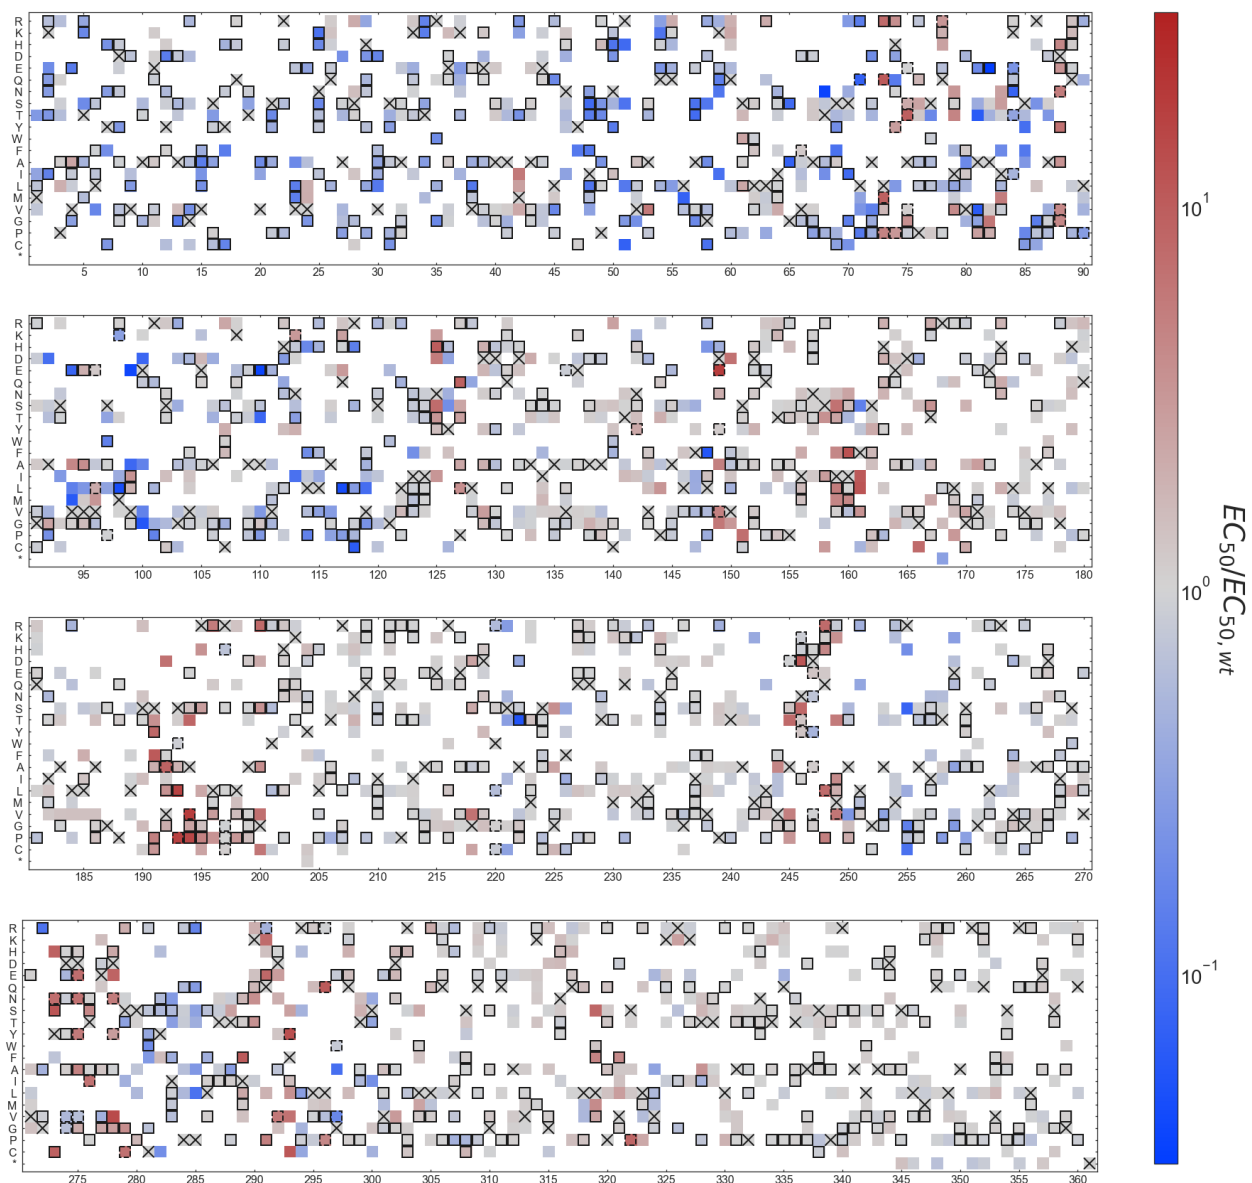 R
K
H
D
E
Q
N
S
T
Y
W
F
A
I
L
M
V
G
P
C
*
5 10 15 20 25 30 35 40 45 50 55 60 65 70 75 80 85 90
R
K
H
D
E
Q
N
S
T
Y
W
F
A
I
L
M
V
G
P
C
*
95 100 105 110 115 120 125 130 135 140 145 150 155 160 165 170 175 180
R
K
H
D
E
Q
N
S
T
Y
W
F
A
I
L
M
V
G
P
C
*
185 190 195 200 205 210 215 220 225 230 235 240 245 250 255 260 265 270
R
K
H
D
E
Q
N
S
T
Y
W
F
A
I
L
M
V
G
P
C
*
275 280 285 290 295 300 305 310 315 320 325 330 335 340 345 350 355 360
10¹
10⁰
10⁻¹
EC₅₀/EC₅₀,wt